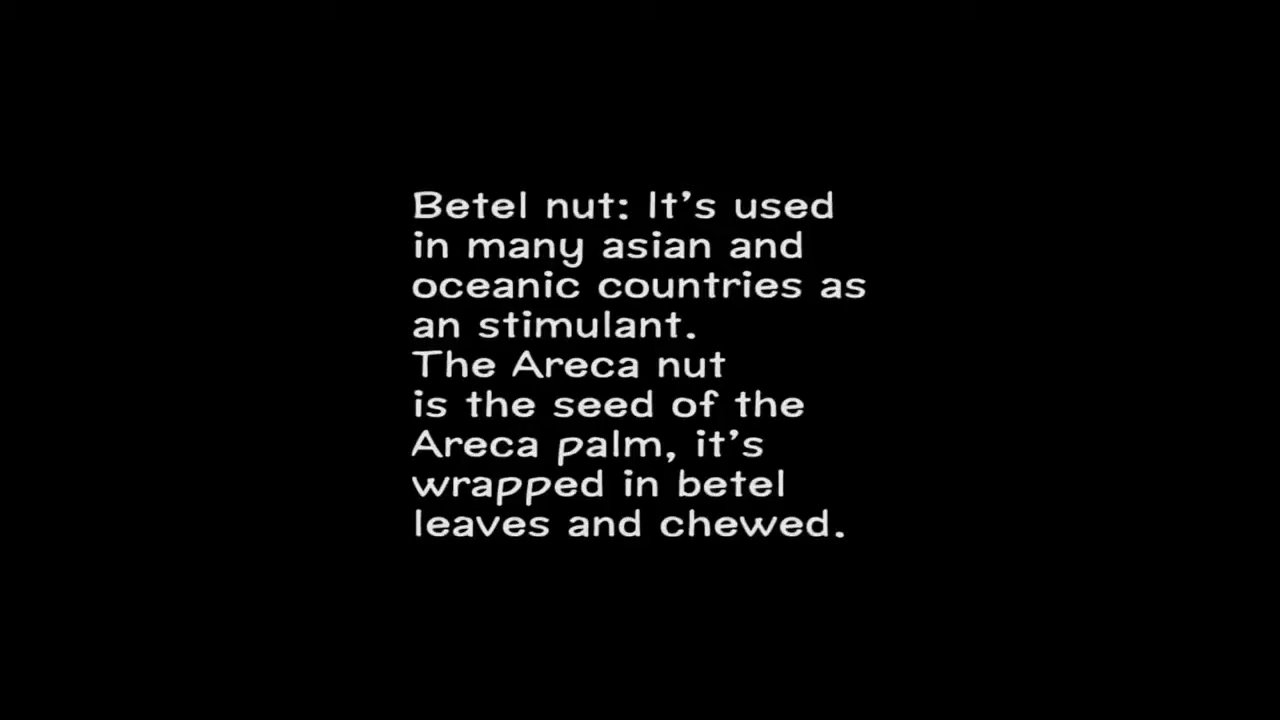 Betel nut: It's used
in many asian and
oceanic countries as
an stimulant.
The Areca nut
is the seed of the
Areca palm, it's
wrapped in betel
leaves and chewed.